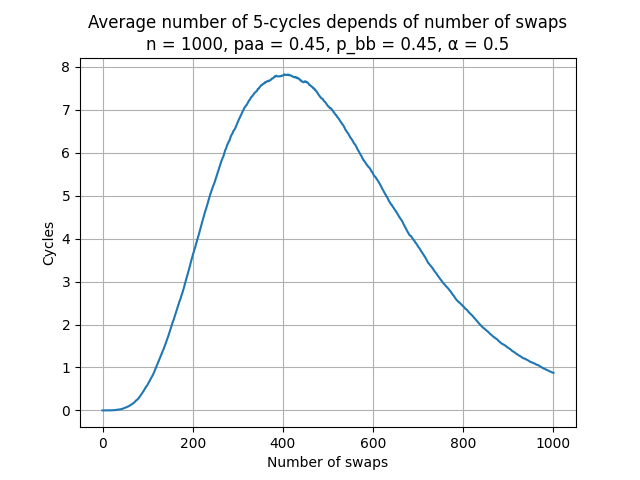 Average number of 5-cycles depends of number of swaps
n = 1000, paa = 0.45, p_bb = 0.45, α = 0.5
8
7
6
5
4
3
2
1
0
Cycles
0 200 400 600 800 1000
Number of swaps